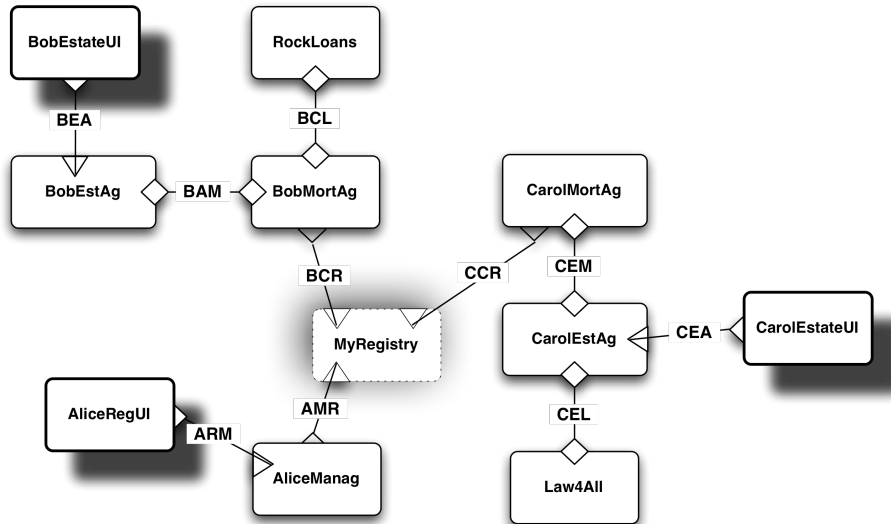 BobEstateUI
RockLoans
BEA
BCL
BobEstAg
BAM
BobMortAg
CarolMortAg
BCR
CCR
CEM
MyRegistry
CarolEstAg
CEA
CarolEstateUI
AliceRegUI
AMR
ARM
CEL
AliceManag
Law4All